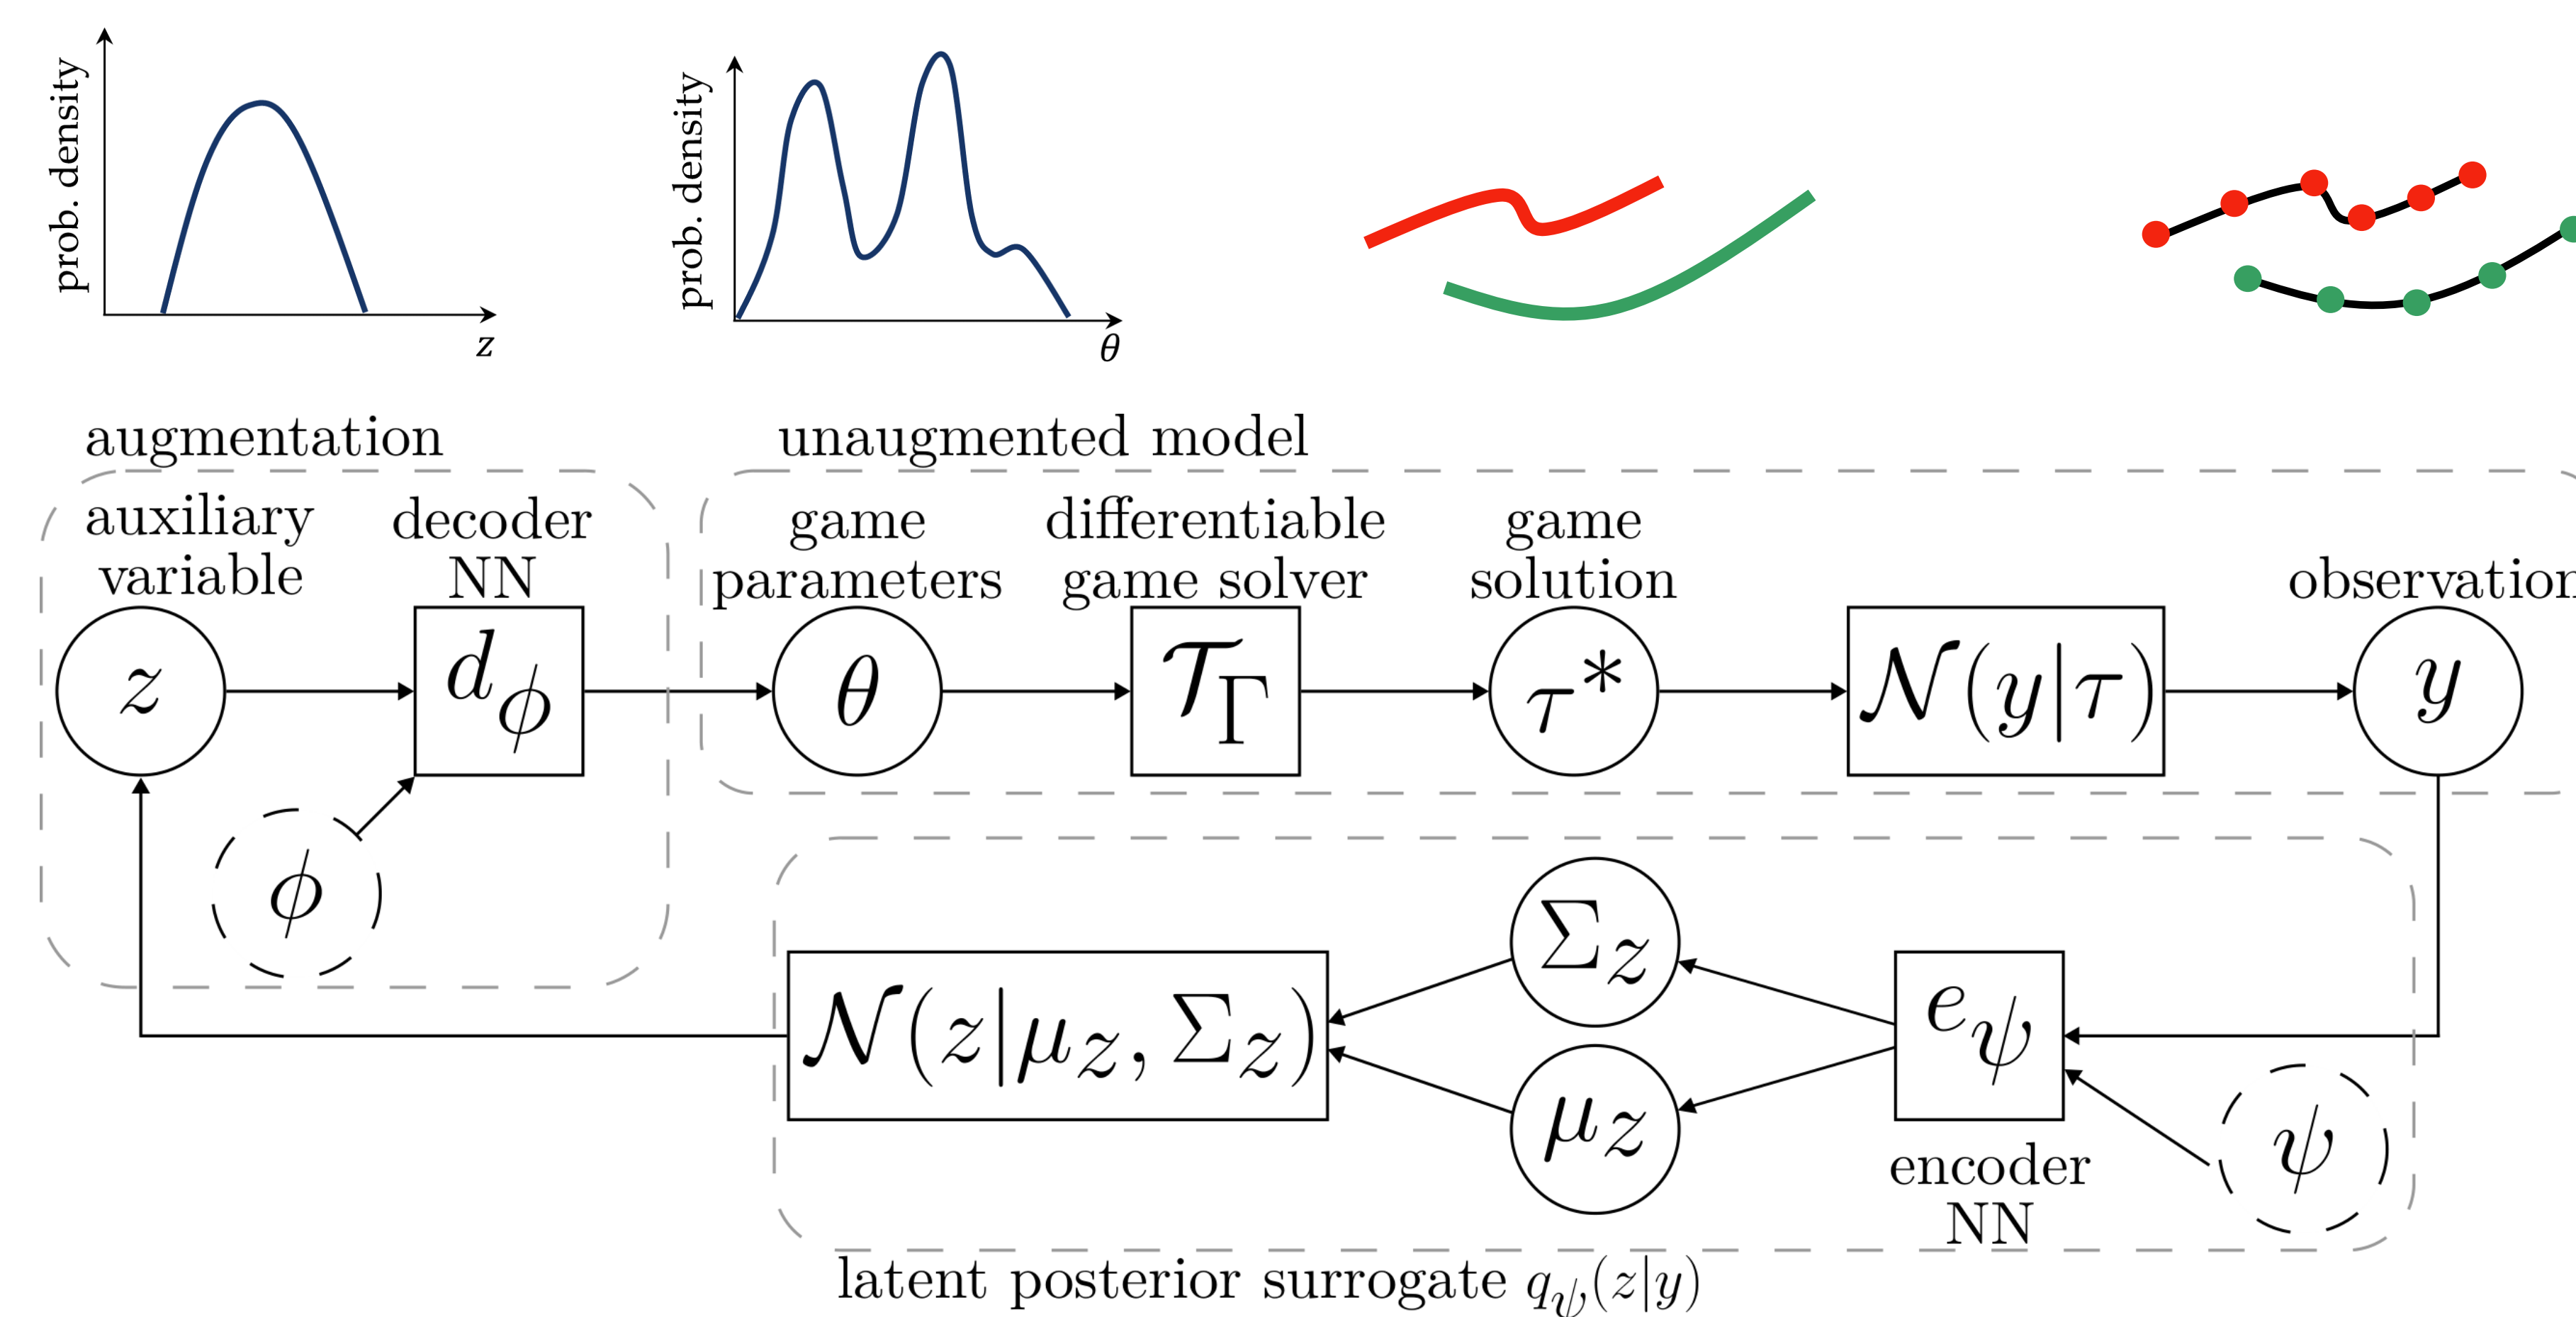 prob. density
z
prob. density
θ
augmentation
unaugmented model
auxiliary
variable
decoder
NN
game
parameters
differentiable
game solver
game
solution
observation
z
d_ϕ
θ
𝒯_Γ
τ*
𝒩(y|τ)
y
ϕ
𝒩(z|μ_z, Σ_z)
Σ_z
μ_z
e_ψ
ψ
encoder
NN
latent posterior surrogate q_ψ(z|y)